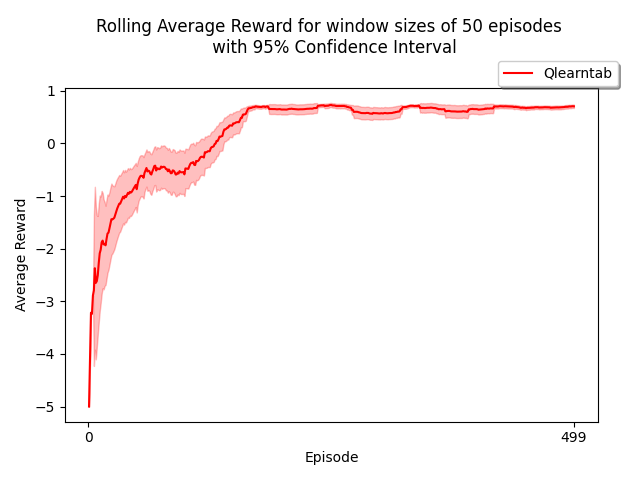 Rolling Average Reward for window sizes of 50 episodes
with 95% Confidence Interval
Qlearntab
1
0
−1
−2
−3
−4
−5
Average Reward
0
499
Episode